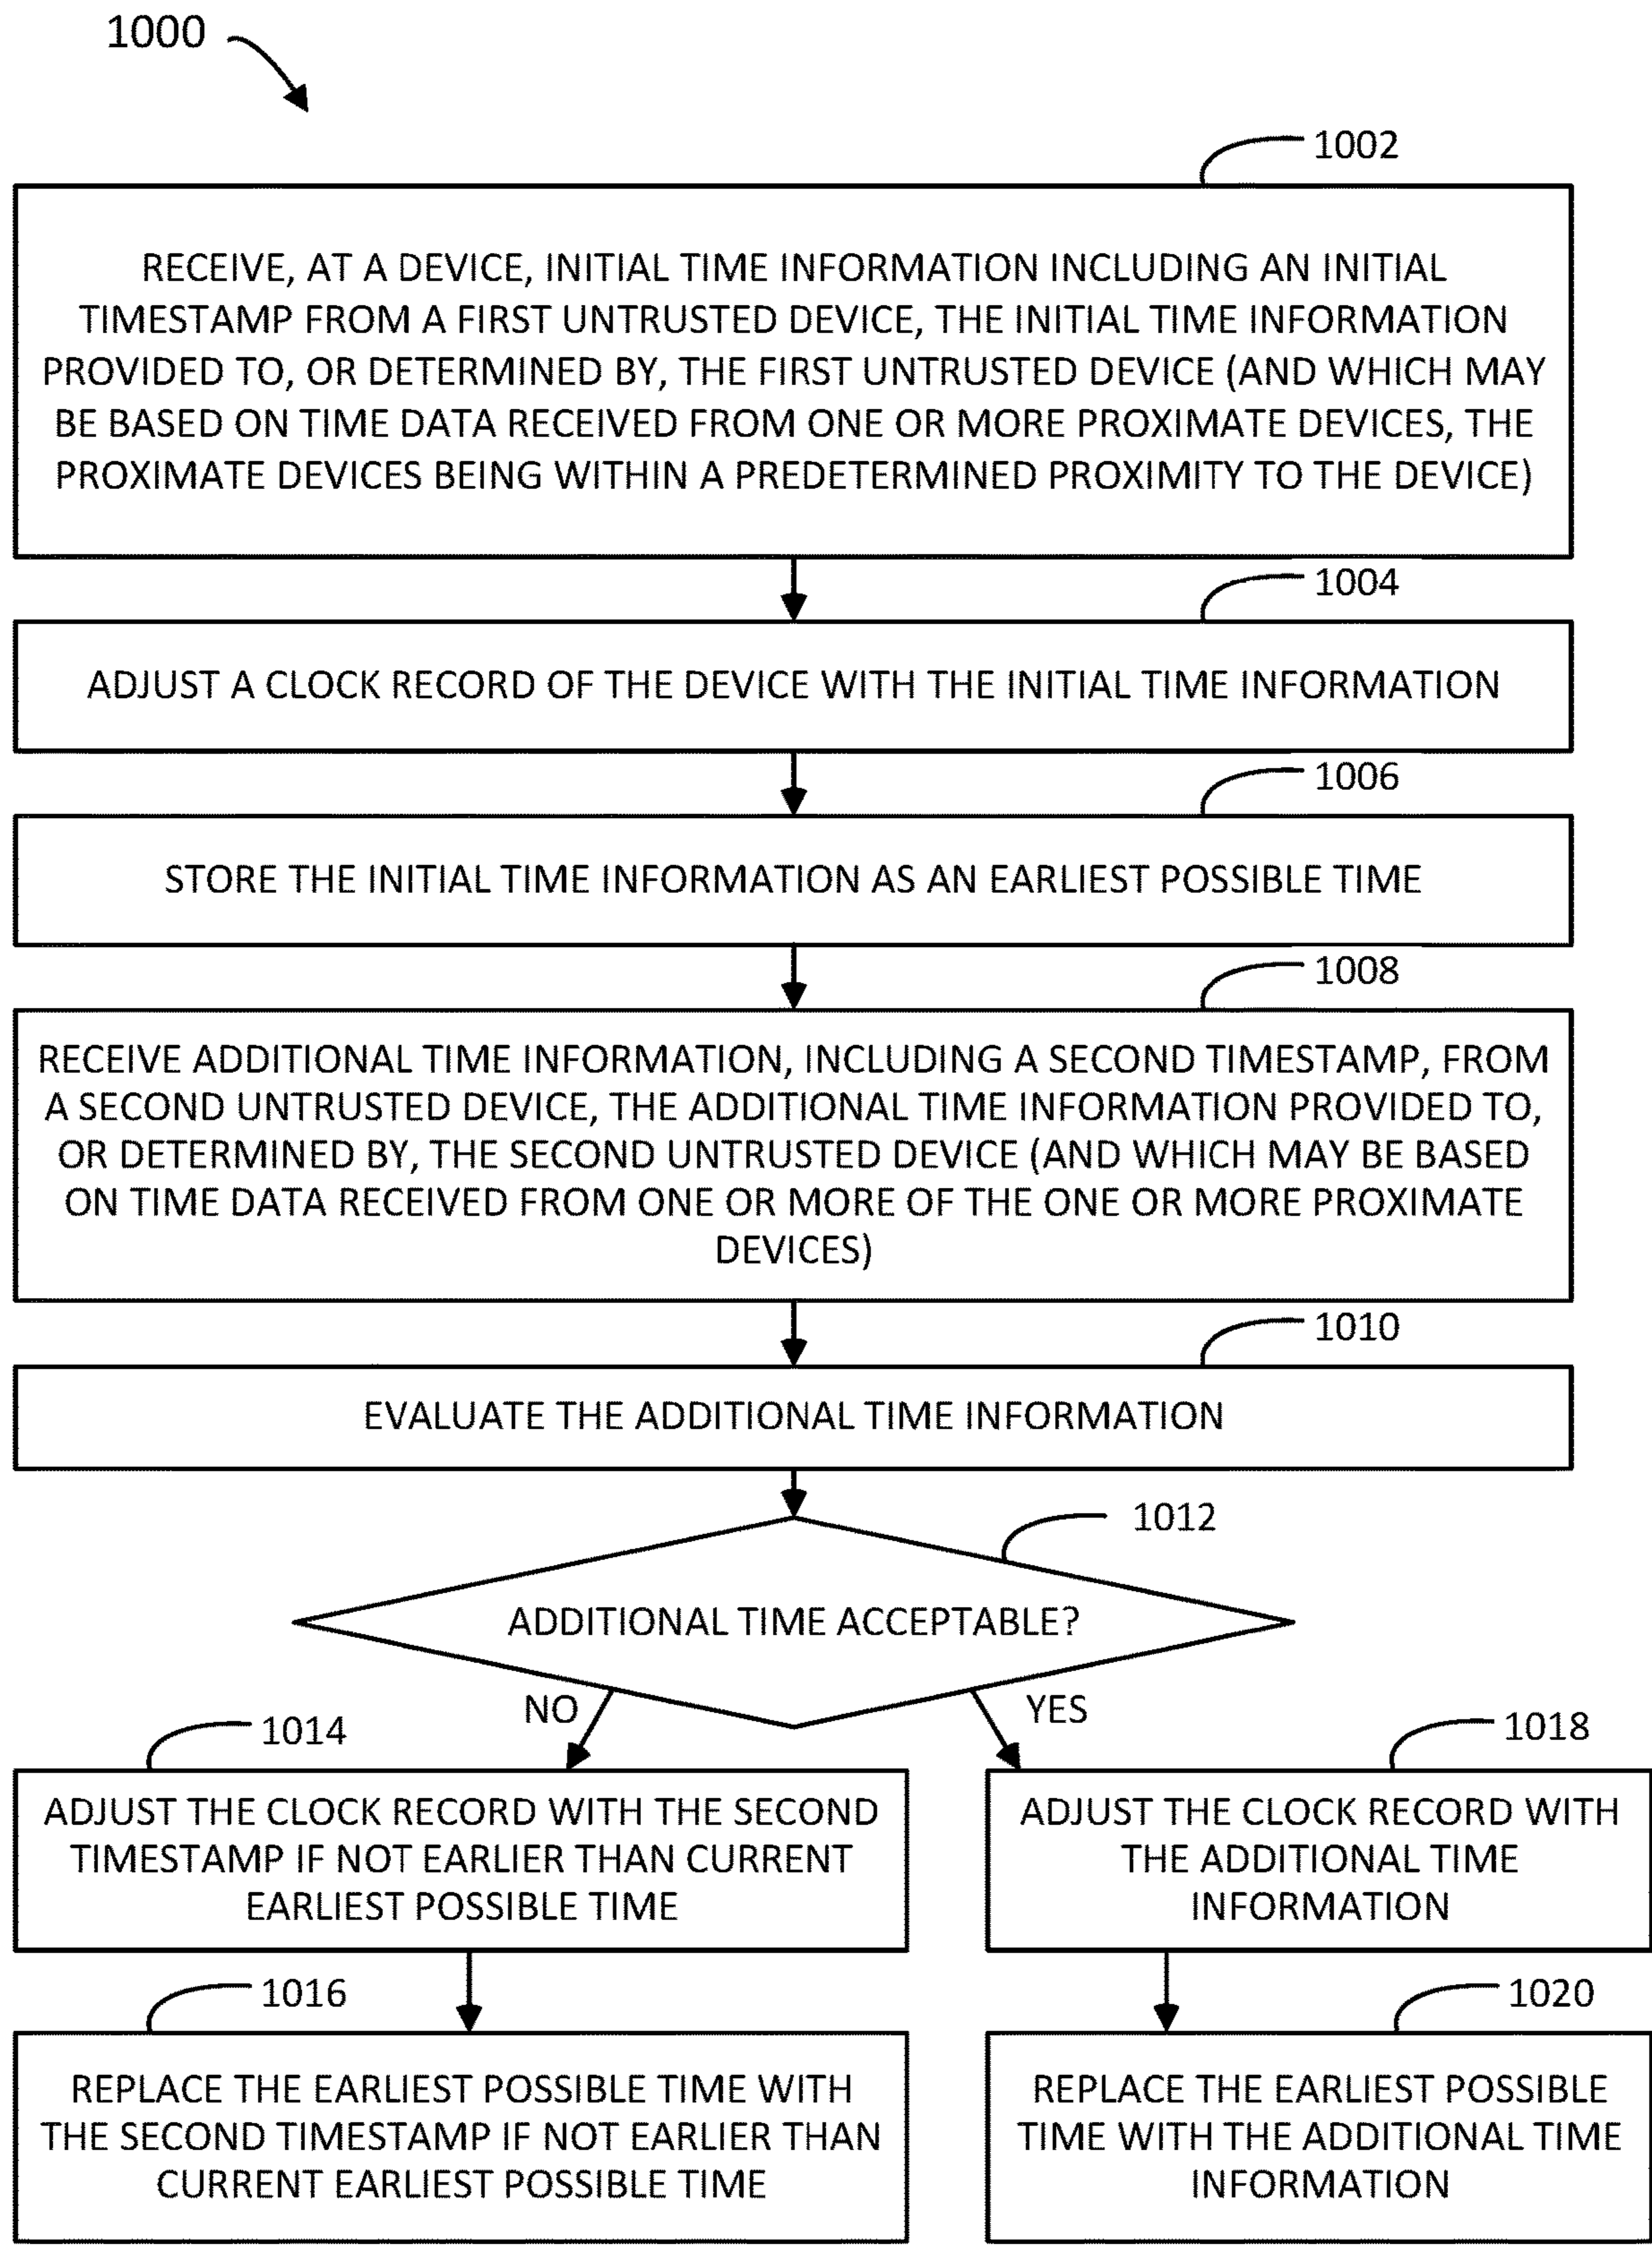 1000
1002
RECEIVE, AT A DEVICE, INITIAL TIME INFORMATION INCLUDING AN INITIAL
TIMESTAMP FROM A FIRST UNTRUSTED DEVICE, THE INITIAL TIME INFORMATION
PROVIDED TO, OR DETERMINED BY, THE FIRST UNTRUSTED DEVICE (AND WHICH MAY
BE BASED ON TIME DATA RECEIVED FROM ONE OR MORE PROXIMATE DEVICES, THE
PROXIMATE DEVICES BEING WITHIN A PREDETERMINED PROXIMITY TO THE DEVICE)
1004
ADJUST A CLOCK RECORD OF THE DEVICE WITH THE INITIAL TIME INFORMATION
1006
STORE THE INITIAL TIME INFORMATION AS AN EARLIEST POSSIBLE TIME
1008
RECEIVE ADDITIONAL TIME INFORMATION, INCLUDING A SECOND TIMESTAMP, FROM
A SECOND UNTRUSTED DEVICE, THE ADDITIONAL TIME INFORMATION PROVIDED TO,
OR DETERMINED BY, THE SECOND UNTRUSTED DEVICE (AND WHICH MAY BE BASED
ON TIME DATA RECEIVED FROM ONE OR MORE OF THE ONE OR MORE PROXIMATE
DEVICES)
1010
EVALUATE THE ADDITIONAL TIME INFORMATION
1012
ADDITIONAL TIME ACCEPTABLE?
NO
YES
1014
ADJUST THE CLOCK RECORD WITH THE SECOND
TIMESTAMP IF NOT EARLIER THAN CURRENT
EARLIEST POSSIBLE TIME
1018
ADJUST THE CLOCK RECORD WITH
THE ADDITIONAL TIME
INFORMATION
1016
REPLACE THE EARLIEST POSSIBLE TIME WITH
THE SECOND TIMESTAMP IF NOT EARLIER THAN
CURRENT EARLIEST POSSIBLE TIME
1020
REPLACE THE EARLIEST POSSIBLE
TIME WITH THE ADDITIONAL TIME
INFORMATION